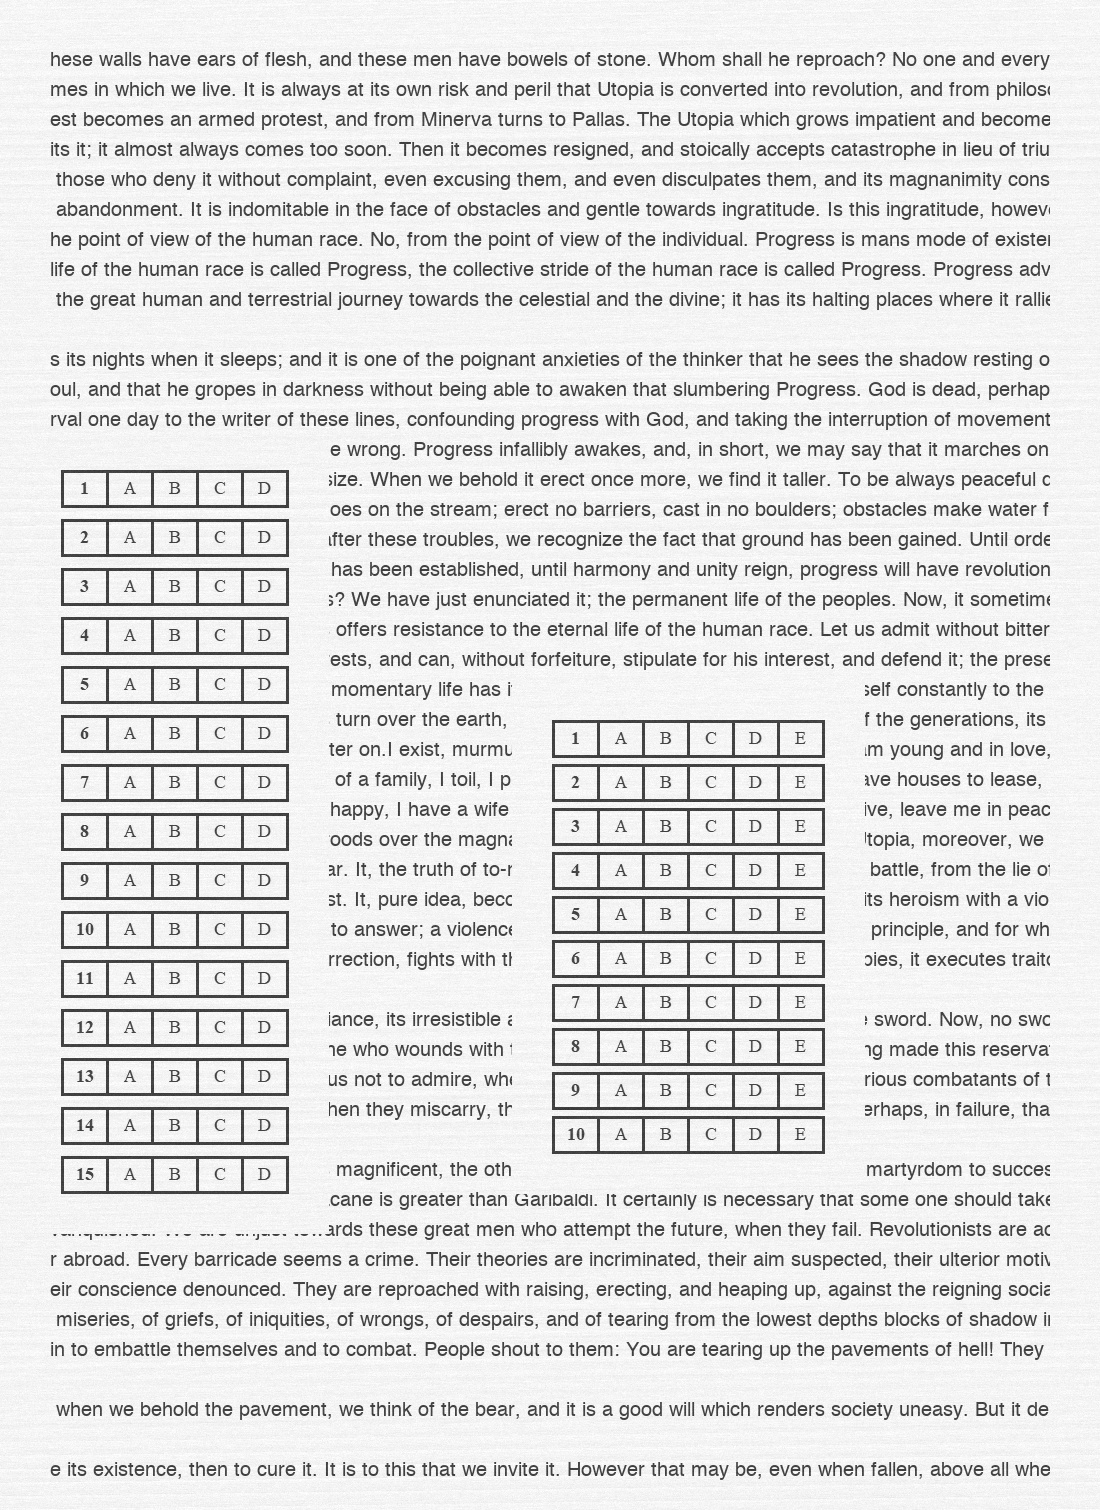 hese walls have ears of flesh, and these men have bowels of stone. Whom shall he reproach? No one and every
mes in which we live. It is always at its own risk and peril that Utopia is converted into revolution, and from
est becomes an armed protest, and from Minerva turns to Pallas. The Utopia which grows impatient and become
its it; it almost always comes too soon. Then it becomes resigned, and stoically accepts catastrophe in lieu of
those who deny it without complaint, even excusing them, and even disculpates them, and its magnanimity cons
abandonment. It is indomitable in the face of obstacles and gentle towards ingratitude. Is this ingratitude,
he point of view of the human race. No, from the point of view of the individual. Progress is mans mode of
life of the human race is called Progress, the collective stride of the human race is called Progress. Progress adv
the great human and terrestrial journey towards the celestial and the divine; it has its halting places where it
s its nights when it sleeps; and it is one of the poignant anxieties of the thinker that he sees the shadow resting o
oul, and that he gropes in darkness without being able to awaken that slumbering Progress. God is dead, perhap
rval one day to the writer of these lines, confounding progress with God, and taking the interruption of movement
e wrong. Progress infallibly awakes, and, in short, we may say that it marches on
size. When we behold it erect once more, we find it taller. To be always peaceful
oes on the stream; erect no barriers, cast in no boulders; obstacles make water f
after these troubles, we recognize the fact that ground has been gained. Until orde
has been established, until harmony and unity reign, progress will have revolution
s? We have just enunciated it; the permanent life of the peoples. Now, it sometime
offers resistance to the eternal life of the human race. Let us admit without bitter
ests, and can, without forfeiture, stipulate for his interest, and defend it; the prese
momentary life has self constantly to the
turn over the earth, f the generations, its
ter on.I exist, murmu am young and in love,
of a family, I toil, I p ave houses to lease,
happy, I have a wife ive, leave me in peac
oods over the magna Utopia, moreover, we
ar. It, the truth of battle, from the lie of
st. It, pure idea, beco its heroism with a vio
to answer; a violence principle, and for wh
rrection, fights with th pies, it executes
iance, its irresistible a sword. Now, no swo
ne who wounds with ng made this
us not to admire, whe rious combatants of
hen they miscarry, th erhaps, in failure, tha
magnificent, the oth martyrdom to succes
cane is greater than Garibaldi. It certainly is necessary that some one should take
vanquished. We are unjust towards these great men who attempt the future, when they fail. Revolutionists are
r abroad. Every barricade seems a crime. Their theories are incriminated, their aim suspected, their ulterior
eir conscience denounced. They are reproached with raising, erecting, and heaping up, against the reigning socia
miseries, of griefs, of iniquities, of wrongs, of despairs, and of tearing from the lowest depths blocks of shadow
in to embattle themselves and to combat. People shout to them: You are tearing up the pavements of hell! They
when we behold the pavement, we think of the bear, and it is a good will which renders society uneasy. But it de
e its existence, then to cure it. It is to this that we invite it. However that may be, even when fallen, above all whe
1 A B C D
2 A B C D
3 A B C D
4 A B C D
5 A B C D
6 A B C D
7 A B C D
8 A B C D
9 A B C D
10 A B C D
11 A B C D
12 A B C D
13 A B C D
14 A B C D
15 A B C D
1 A B C D E
2 A B C D E
3 A B C D E
4 A B C D E
5 A B C D E
6 A B C D E
7 A B C D E
8 A B C D E
9 A B C D E
10 A B C D E